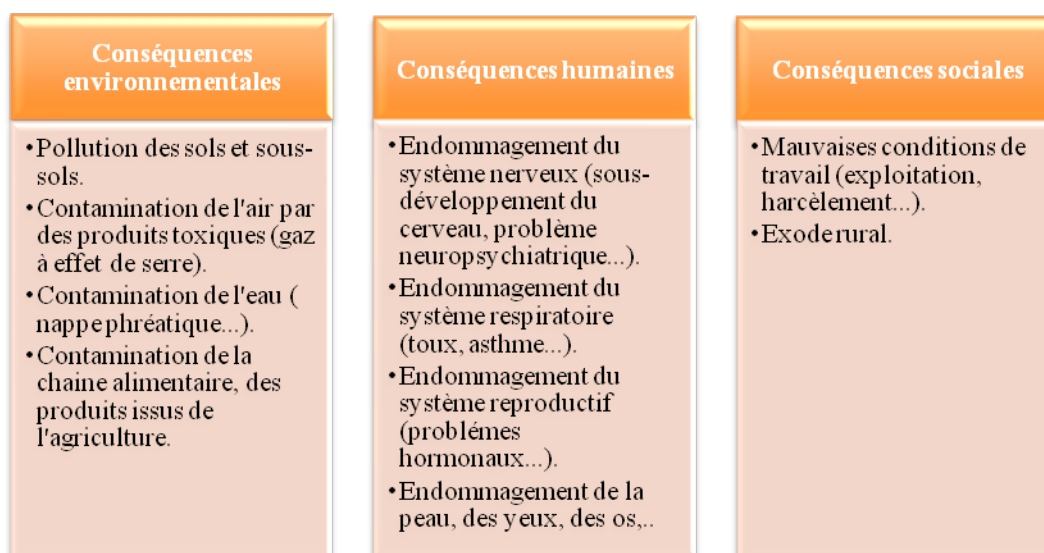 Conséquences
environnementales
•Pollution des sols et sous-
sols.
•Contamination de l'air par
des produits toxiques (gaz
à effet de serre).
•Contamination de l'eau (
nappe phréatique...).
•Contamination de la
chaine alimentaire, des
produits issus de
l'agriculture.
Conséquences humaines
•Endommagement du
système nerveux (sous-
développement du
cerveau, problème
neuropsychiatrique...).
•Endommagement du
système respiratoire
(toux, asthme...).
•Endommagement du
système reproductif
(problémes
hormonaux...).
•Endommagement de la
peau, des yeux, des os,..
Conséquences sociales
•Mauvaises conditions de
travail (exploitation,
harcèlement...).
•Exode rural.